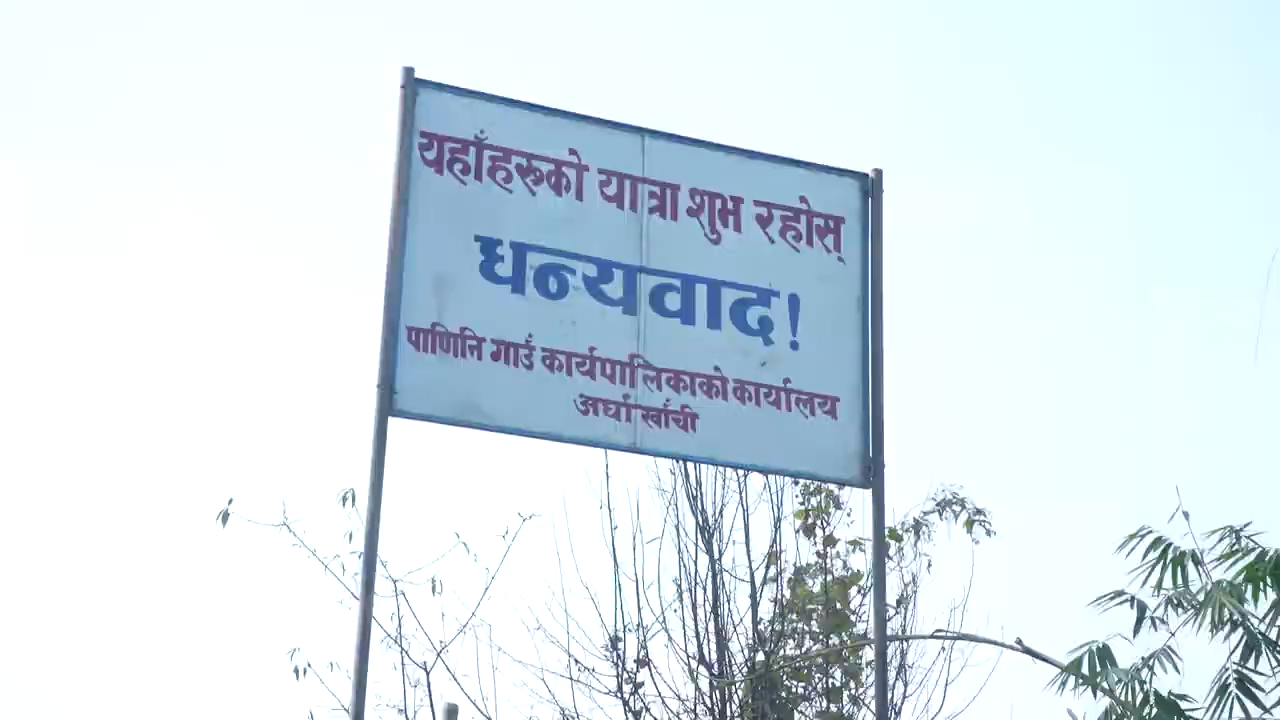 यहाँहरूको यात्रा शुभ रहोस्
धन्यवाद!
पाणिनि गाउँ कार्यपालिकाको कार्यालय
अर्घाखाँची